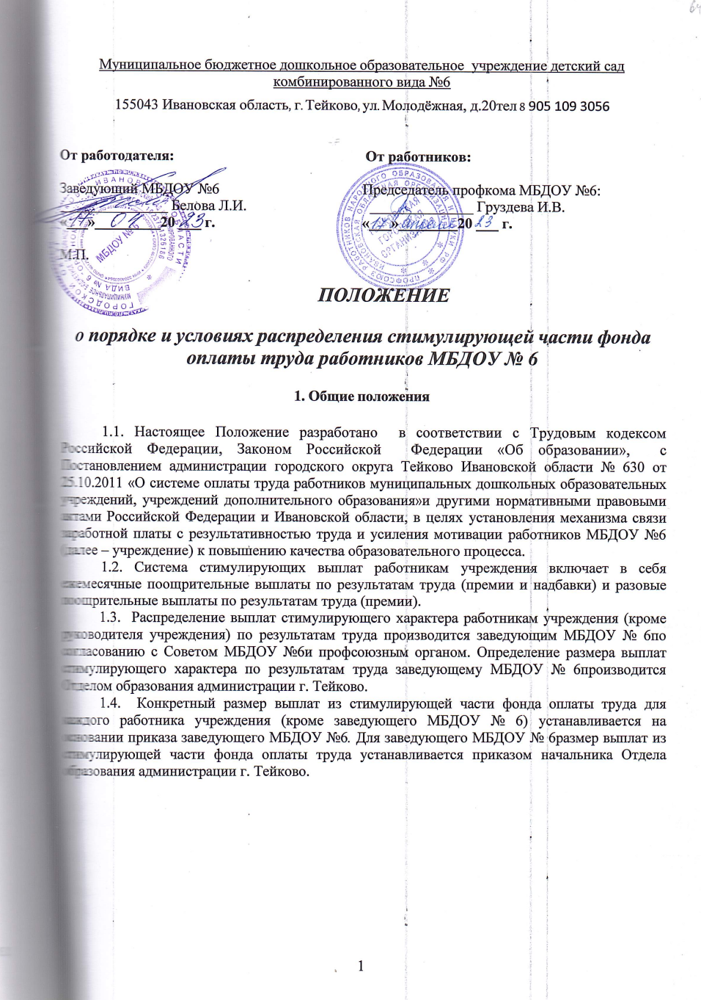 64
Муниципальное бюджетное дошкольное образовательное учреждение детский сад
комбинированного вида №6
155043 Ивановская область, г. Тейково, ул. Молодёжная, д.20тел 8 905 109 3056
От работодателя:
От работников:
Заведующий МБДОУ №6
Председатель профкома МБДОУ №6:
Белова Л.И.
Груздева И.В.
«17» 04 2023 г.
«17» апреля 2023 г.
М.П.
ПОЛОЖЕНИЕ
о порядке и условиях распределения стимулирующей части фонда
оплаты труда работников МБДОУ № 6
1. Общие положения
1.1. Настоящее Положение разработано в соответствии с Трудовым кодексом
Российской Федерации, Законом Российской Федерации «Об образовании», с
Постановлением администрации городского округа Тейково Ивановской области № 630 от
25.10.2011 «О системе оплаты труда работников муниципальных дошкольных образовательных
учреждений, учреждений дополнительного образования»и другими нормативными правовыми
актами Российской Федерации и Ивановской области, в целях установления механизма связи
заработной платы с результативностью труда и усиления мотивации работников МБДОУ №6
(далее – учреждение) к повышению качества образовательного процесса.
1.2. Система стимулирующих выплат работникам учреждения включает в себя
ежемесячные поощрительные выплаты по результатам труда (премии и надбавки) и разовые
поощрительные выплаты по результатам труда (премии).
1.3. Распределение выплат стимулирующего характера работникам учреждения (кроме
руководителя учреждения) по результатам труда производится заведующим МБДОУ № 6по
согласованию с Советом МБДОУ №6и профсоюзным органом. Определение размера выплат
стимулирующего характера по результатам труда заведующему МБДОУ № 6производится
Отделом образования администрации г. Тейково.
1.4. Конкретный размер выплат из стимулирующей части фонда оплаты труда для
каждого работника учреждения (кроме заведующего МБДОУ № 6) устанавливается на
основании приказа заведующего МБДОУ №6. Для заведующего МБДОУ № 6размер выплат из
стимулирующей части фонда оплаты труда устанавливается приказом начальника Отдела
образования администрации г. Тейково.
1